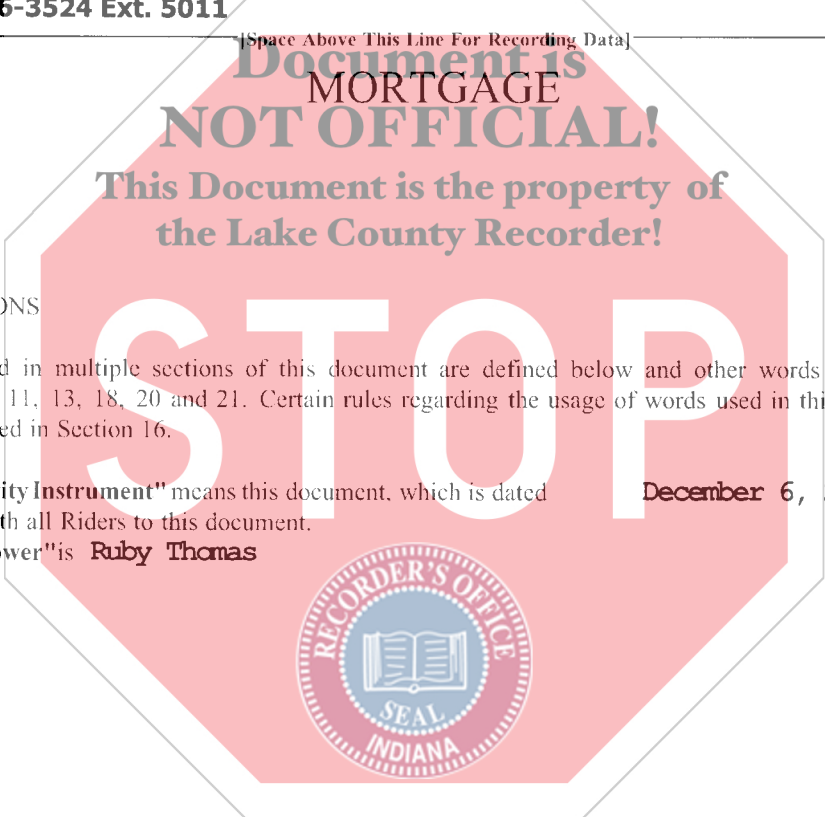 6-3524 Ext. 5011
[Space Above This Line For Recording Data]
Document is
MORTGAGE
NOT OFFICIAL!
This Document is the property of
the Lake County Recorder!
ONS
STOP
d in multiple sections of this document are defined below and other words
11, 13, 18, 20 and 21. Certain rules regarding the usage of words used in thi
ed in Section 16.
ity Instrument" means this document, which is dated December 6,
th all Riders to this document.
wer" is Ruby Thomas
RECORDER'S OFFICE
SEAL
INDIANA